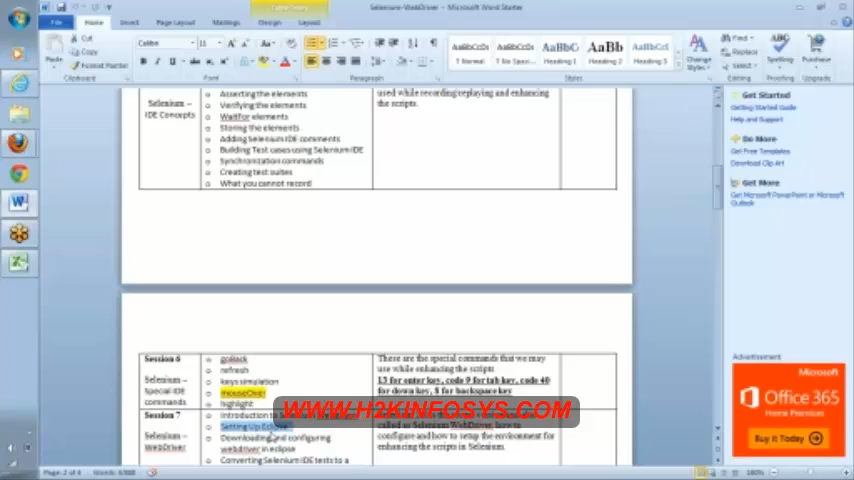 Table Tools
Selenium-WebDriver - Microsoft Word Starter
File
Home
Insert
Page Layout
Mailings
Design
Layout
Cut
Copy
Paste
Format Painter
Clipboard
Calibri
11
Font
Paragraph
AaBbCcDc
T Normal
AaBbCcDc
T No Spaci...
AaBbC
Heading 1
AaBb
Heading 2
AaBbCcI
Heading 3
Styles
Change
Styles
Find
Replace
Select
Editing
Spelling
Proofing
Purchase
Upgrade
Selenium –
IDE Concepts
o Asserting the elements
o Verifying the elements
o WaitFor elements
o Storing the elements
o Adding Selenium IDE comments
o Building Test cases using Selenium IDE
o Synchronization commands
o Creating test suites
o What you cannot record
used while recording replaying and enhancing
the scripts.
Session 6
Selenium –
Special IDE
commands
o goBack
o refresh
o keys simulation
o mouseOver
o highlight
These are the special commands that we may
use while enhancing the scripts
13 for enter key, code 9 for tab key, code 40
for down key, 8 for backspace key
Session 7
Selenium –
WebDriver
o Introduction to
o Setting Up Eclipse
o Downloading and configuring
webdriver in eclipse
o Converting Selenium IDE tests to a
called as Selenium WebDriver, how to
configure and how to setup the environment for
enhancing the scripts in Selenium.
WWW.H2KINFOSYS.COM
Get Started
Getting Started Guide
Help and Support
Do More
Get Free Templates
Download Clip Art
Get More
Get Microsoft PowerPoint or Microsoft
Outlook
Advertisement
Microsoft
Office 365
Buy it Today
Page: 2 of 4
Words:
100%